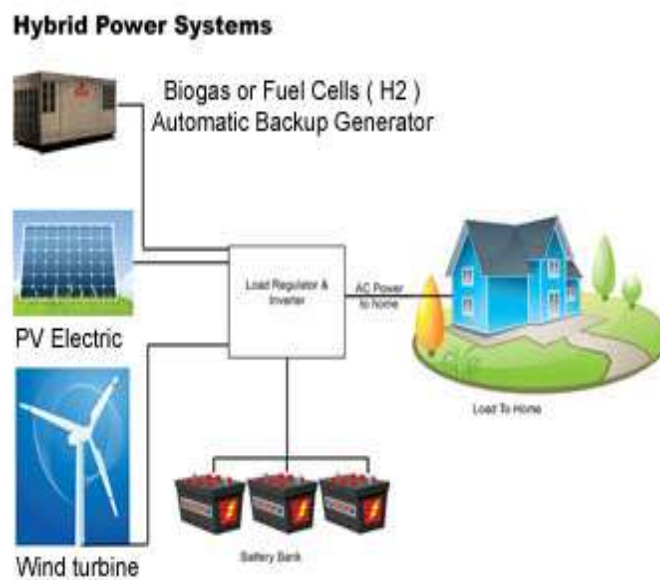 Hybrid Power Systems
Biogas or Fuel Cells ( H2 )
Automatic Backup Generator
Load Regulator &
Inverter
AC Power
to home
PV Electric
Load To Home
Battery Bank
Wind turbine